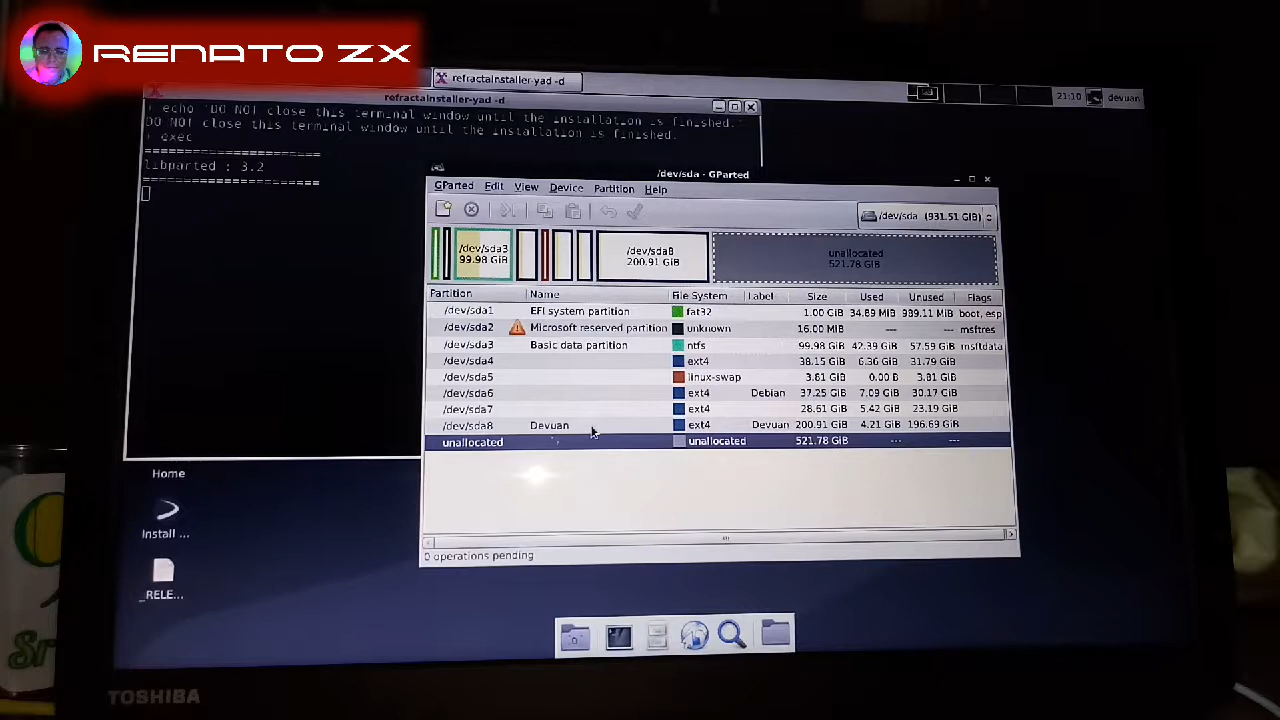 RENATO ZX
refractainstaller-yad -d
21:10
devuan
refractainstaller-yad -d
+ echo 'DO NOT close this terminal window until the installation is finished.'
DO NOT close this terminal window until the installation is finished.
+ exec
====================
libparted : 3.2
====================
/dev/sda - GParted
GParted Edit View Device Partition Help
/dev/sda (931.51 GiB)
/dev/sda3
99.98 GiB
/dev/sda8
200.91 GiB
unallocated
521.78 GiB
Partition Name File System Label Size Used Unused Flags
/dev/sda1 EFI system partition fat32 1.00 GiB 34.89 MiB 989.11 MiB boot, esp
/dev/sda2 Microsoft reserved partition unknown 16.00 MiB --- --- msftres
/dev/sda3 Basic data partition ntfs 99.98 GiB 42.39 GiB 57.59 GiB msftdata
/dev/sda4 ext4 38.15 GiB 6.36 GiB 31.79 GiB
/dev/sda5 linux-swap 3.81 GiB 0.00 B 3.81 GiB
/dev/sda6 ext4 Debian 37.25 GiB 7.09 GiB 30.17 GiB
/dev/sda7 ext4 28.61 GiB 5.42 GiB 23.19 GiB
/dev/sda8 Devuan ext4 Devuan 200.91 GiB 4.21 GiB 196.69 GiB
unallocated unallocated 521.78 GiB --- ---
0 operations pending
Home
Install ...
_RELE...
Sr
TOSHIBA